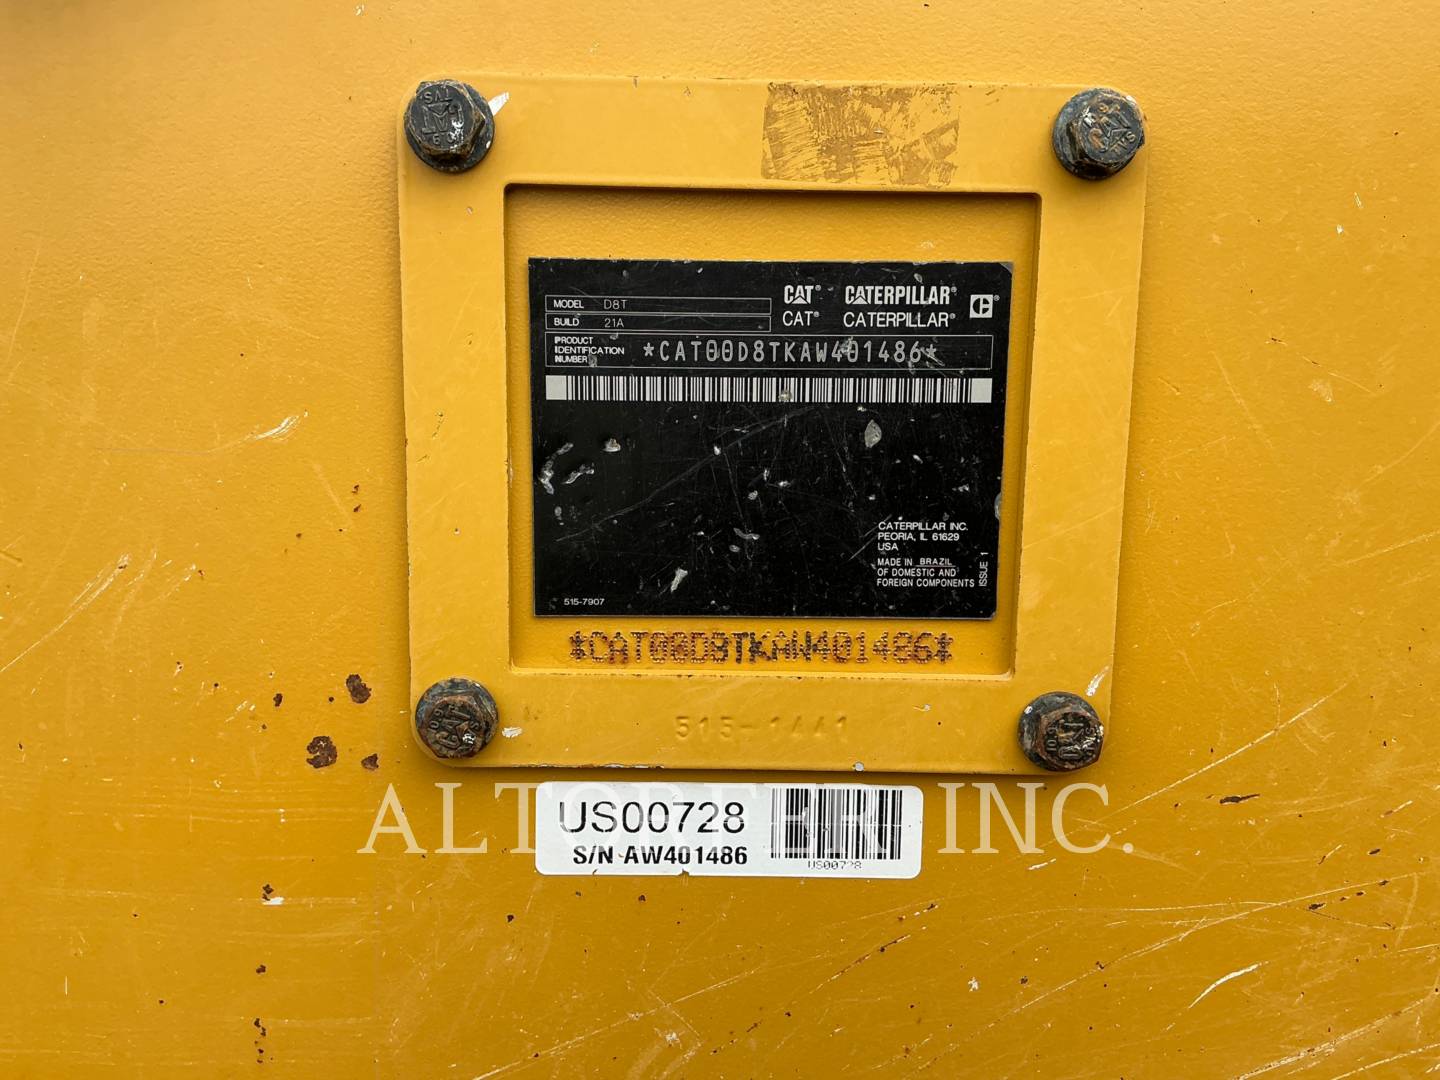 MODEL D8T
BUILD 21A
CAT® CATERPILLAR®
CAT® CATERPILLAR®
PRODUCT
IDENTIFICATION
NUMBER
*CAT00D8TKAW401486*
CATERPILLAR INC.
PEORIA, IL 61629
USA
MADE IN BRAZIL
OF DOMESTIC AND
FOREIGN COMPONENTS
ISSUE 1
515-7907
*CAT00D8TKAW401486*
515-1441
US00728
S/N AW401486
US00728
ALTORFER INC.